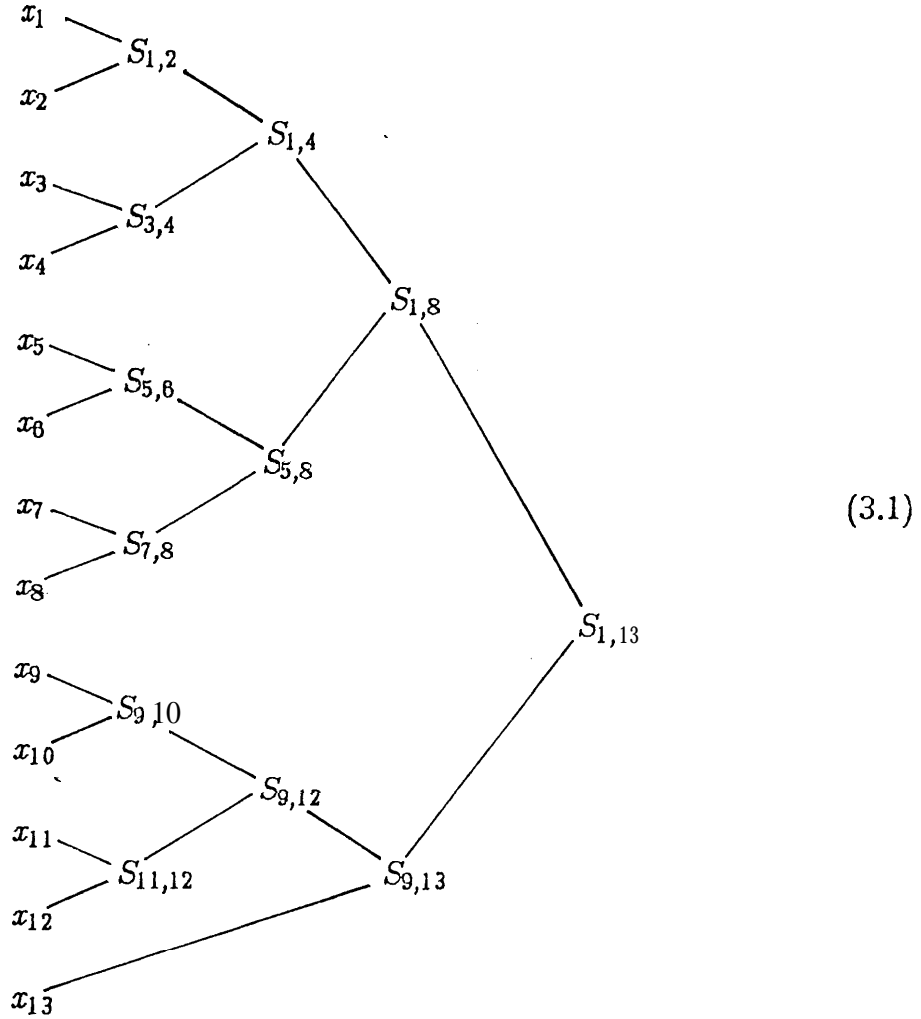 x₁
S₁,₂
x₂
S₁,₄
x₃
S₃,₄
x₄
S₁,₈
x₅
S₅,₆
x₆
S₅,₈
x₇
(3.1)
S₇,₈
x₈
S₁,₁₃
x₉
S₉,₁₀
x₁₀
S₉,₁₂
x₁₁
S₁₁,₁₂
S₉,₁₃
x₁₂
x₁₃